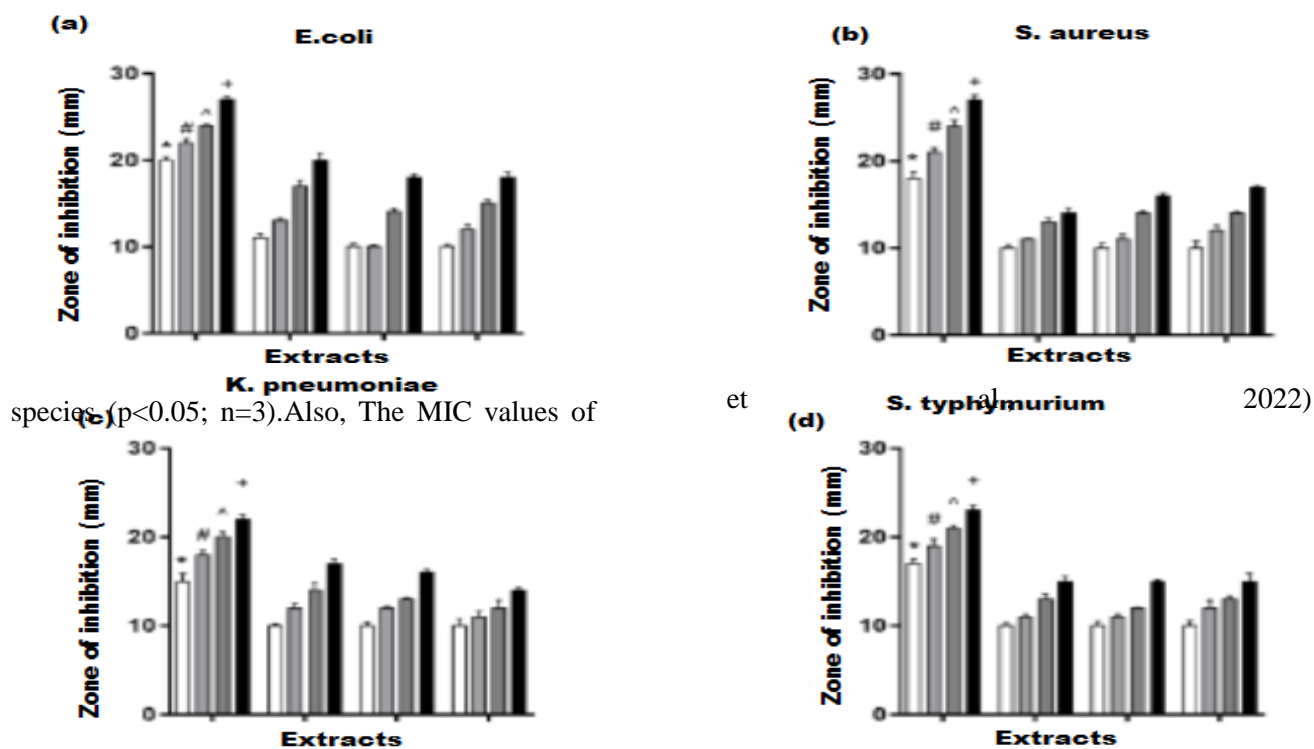 (a)
E.coli
30
20
10
0
Zone of inhibition (mm)
* # ^ +
Extracts
(b)
S. aureus
30
20
10
0
Zone of inhibition (mm)
* # ^ +
Extracts
species (p<0.05; n=3).Also, The MIC values of
et al., 2022)
(c)
K. pneumoniae
30
20
10
0
Zone of inhibition (mm)
* # ^ +
Extracts
(d)
S. typhymurium
30
20
10
0
Zone of inhibition (mm)
* # ^ +
Extracts